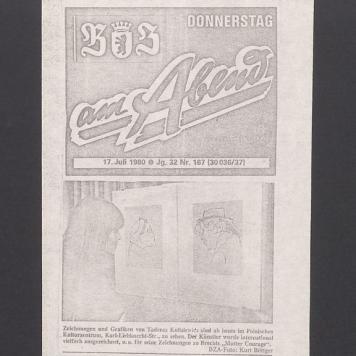 DONNERSTAG
B S
am Abend
17. Juli 1980 ● Jg. 32 Nr. 167 (30 036/37)
Zeichnungen und Grafiken von Tadeusz Kulisiewicz sind ab heute im Polnischen
Kulturzentrum, Karl-Liebknecht-Str., zu sehen. Der Künstler wurde international
vielfach ausgezeichnet, u. a. für seine Zeichnungen zu Brechts „Mutter Courage".
BZA-Foto: Kurt Böttger